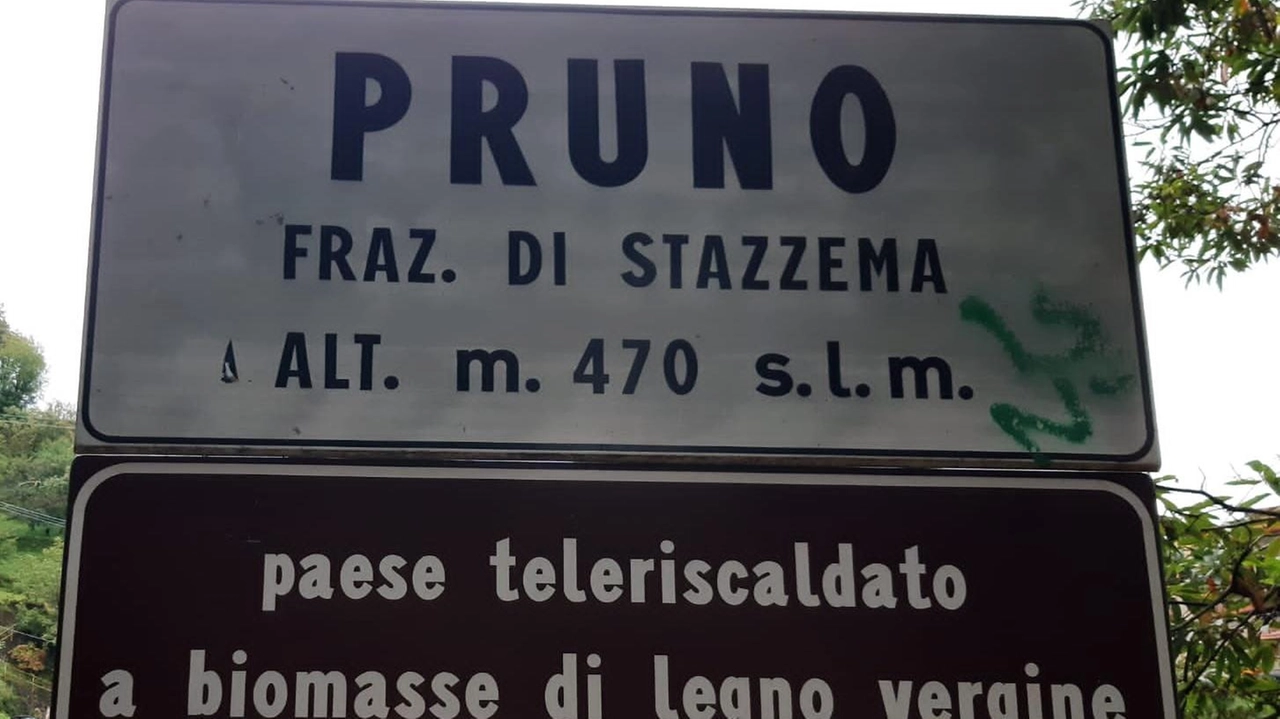 PRUNO
FRAZ. DI STAZZEMA
ALT. m. 470 s.l.m.
paese teleriscaldato
a biomasse di legno vergine